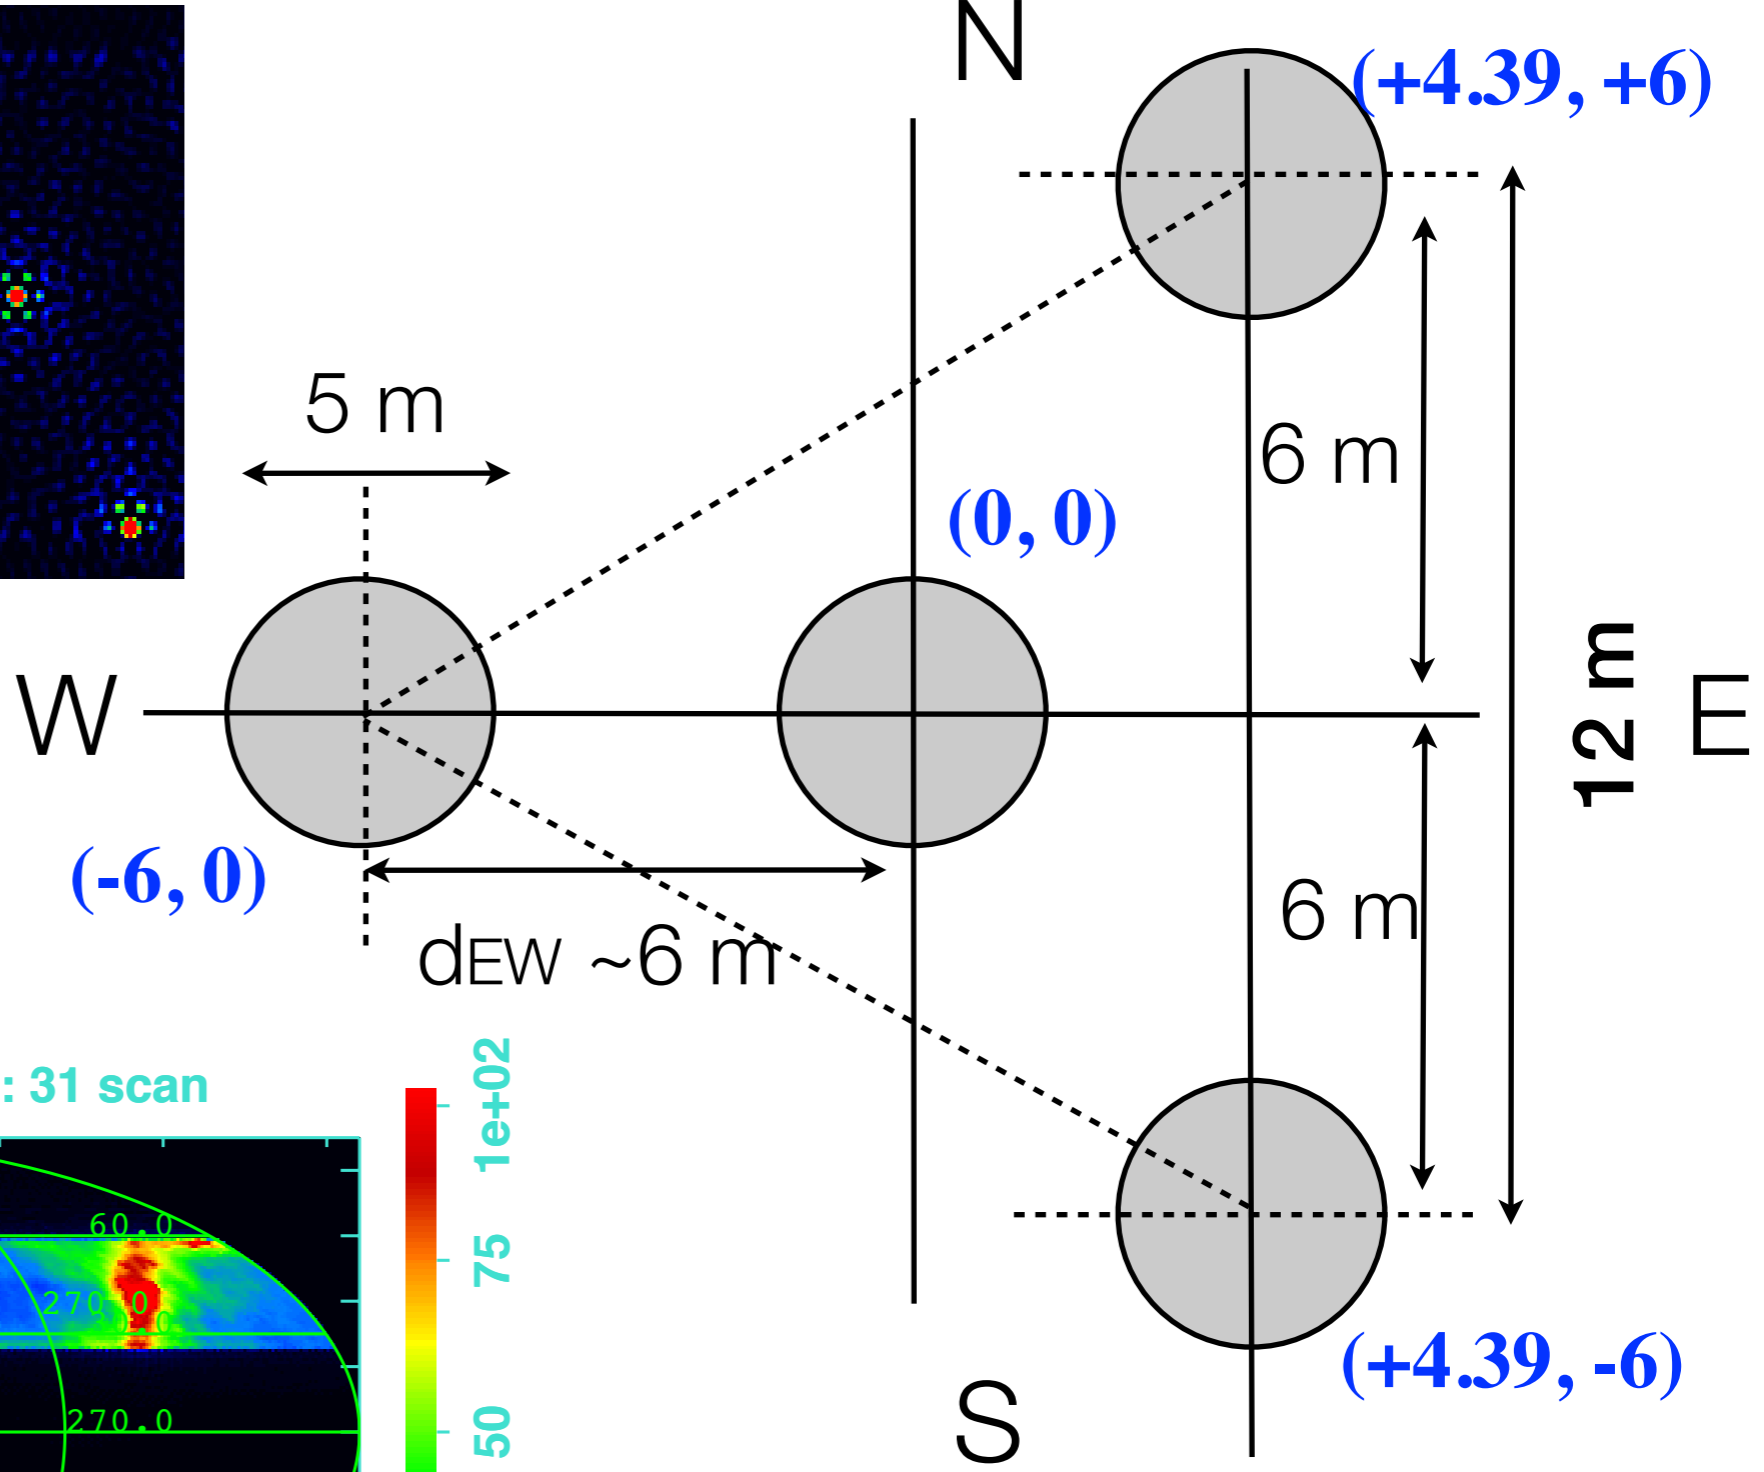 N
(+4.39, +6)
5 m
6 m
(0, 0)
W
12 m
E
(-6, 0)
dEW ~6 m
6 m
: 31 scan
1e+02
75
50
60.0
270.0
270.0
(+4.39, -6)
S